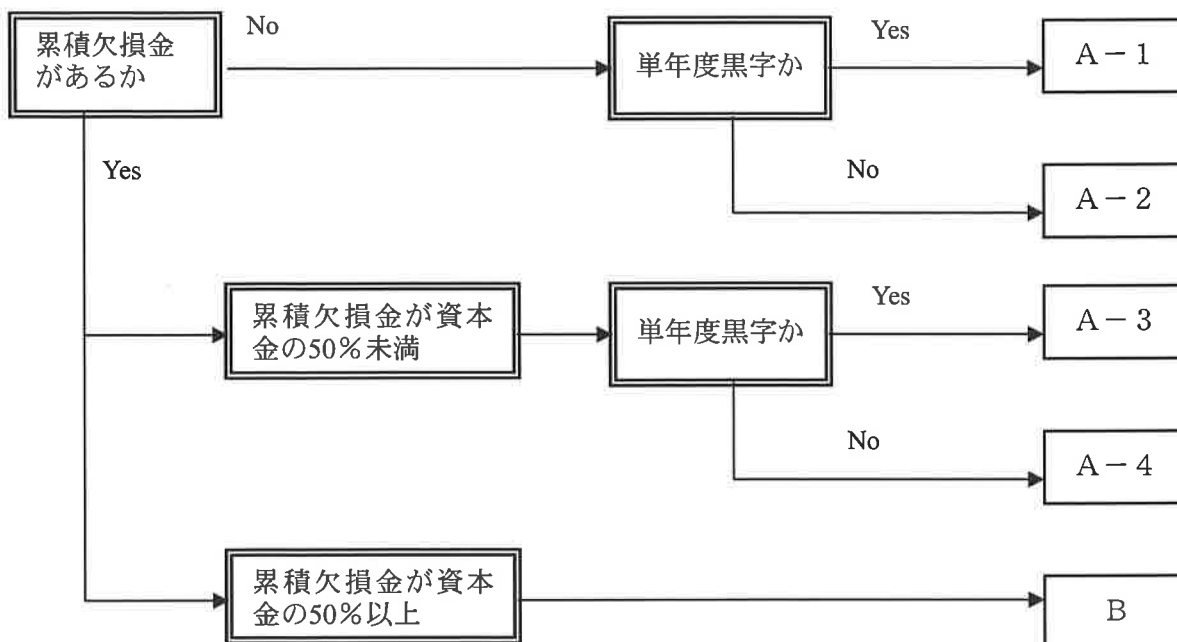 累積欠損金
があるか
No
単年度黒字か
Yes
A－1
Yes
No
A－2
累積欠損金が資本
金の50％未満
単年度黒字か
Yes
A－3
No
A－4
累積欠損金が資本
金の50％以上
B